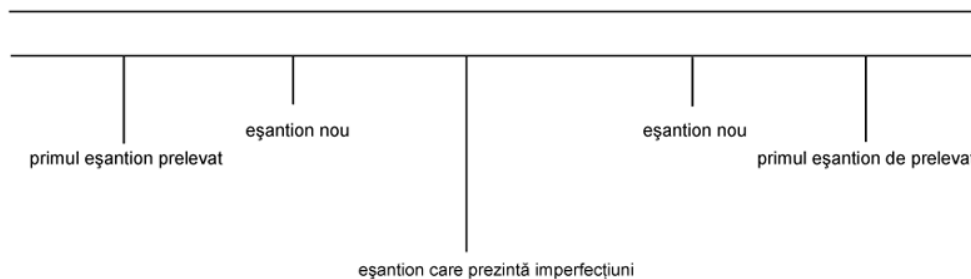 eşantion nou
eşantion nou
primul eşantion prelevat
primul eşantion de prelevat
eşantion care prezintă imperfecţiuni